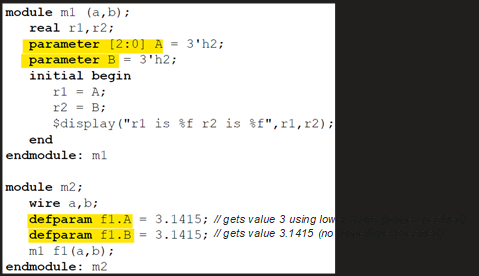 module m1 (a,b);
real r1,r2;
parameter [2:0] A = 3'h2;
parameter B = 3'h2;
initial begin
r1 = A;
r2 = B;
$display("r1 is %f r2 is %f",r1,r2);
end
endmodule: m1
module m2;
wire a,b;
defparam f1.A = 3.1415; // gets value 3 using low
defparam f1.B = 3.1415; // gets value 3.1415 (no
m1 f1(a,b);
endmodule: m2